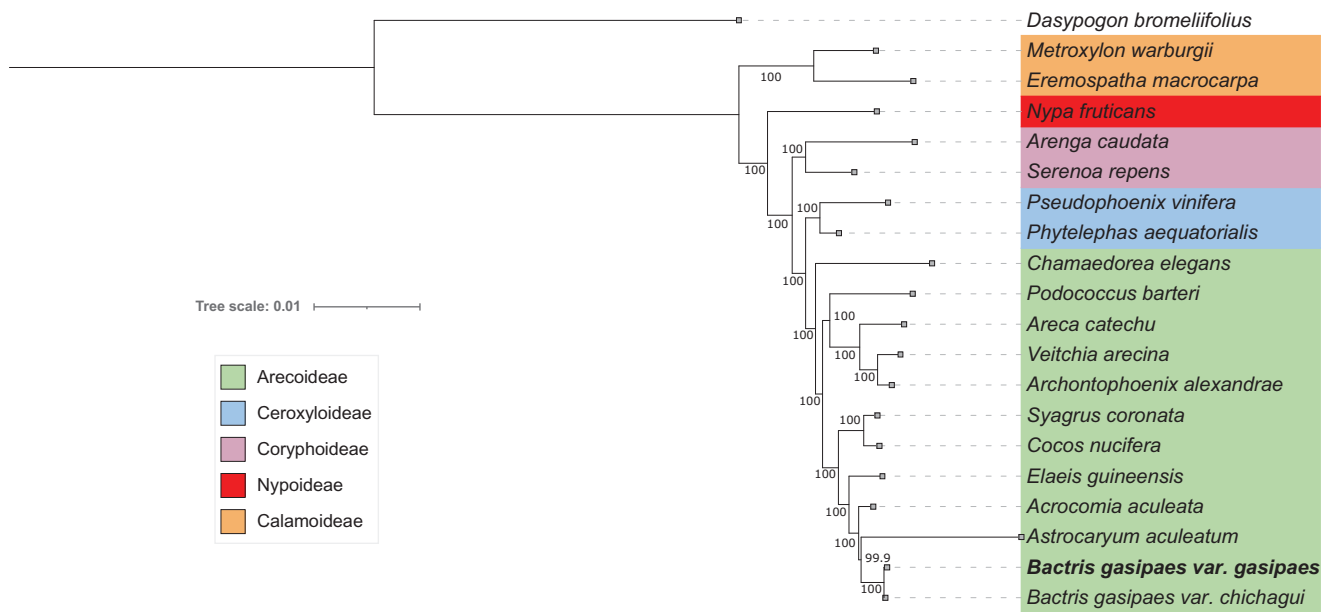 Dasypogon bromeliifolius
Metroxylon warburgii
100
Eremospatha macrocarpa
Nypa fruticans
Arenga caudata
100
100
Serenoa repens
Pseudophoenix vinifera
100
100
Phytelephas aequatorialis
Chamaedorea elegans
100
Podococcus barteri
Tree scale: 0.01
100
Areca catechu
100
Veitchia arecina
100
100
Archontophoenix alexandrae
Arecoideae
Syagrus coronata
Ceroxyloideae
Cocos nucifera
100
Coryphoideae
100
Elaeis guineensis
Nypoideae
Acrocomia aculeata
100
Calamoideae
Astrocaryum aculeatum
100
99.9
Bactris gasipaes var. gasipaes
100
Bactris gasipaes var. chichagui